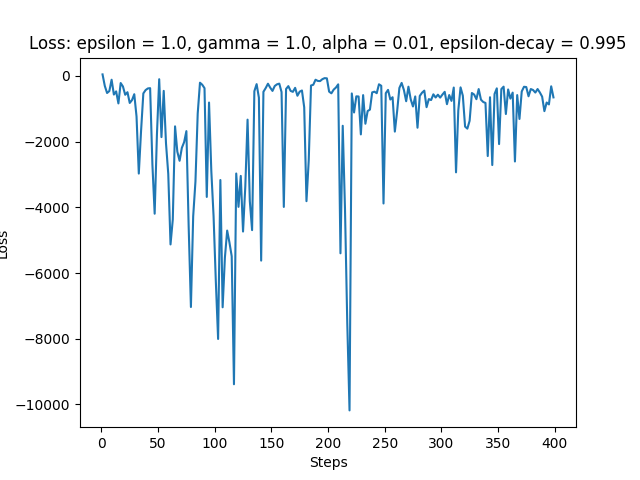 Loss: epsilon = 1.0, gamma = 1.0, alpha = 0.01, epsilon-decay = 0.995
0
−2000
−4000
−6000
−8000
−10000
Loss
0 50 100 150 200 250 300 350 400
Steps